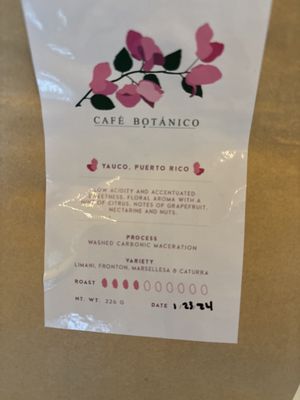 CAFÉ BOTÁNICO
YAUCO, PUERTO RICO
LOW ACIDITY AND ACCENTUATED
SWEETNESS. FLORAL AROMA WITH A
HINT OF CITRUS. NOTES OF GRAPEFRUIT,
NECTARINE AND NUTS.
PROCESS
WASHED CARBONIC MACERATION
VARIETY
LIMANI, FRONTON, MARSELLESA & CATURRA
ROAST
NT. WT. 226 G DATE 1.23.24